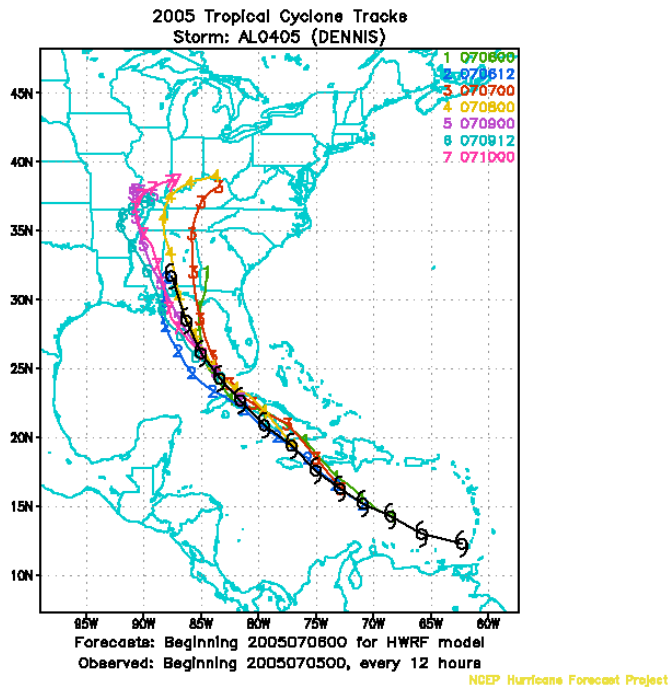 2005 Tropical Cyclone Tracks
Storm: AL0405 (DENNIS)
1 070600
2 070612
3 070700
4 070800
5 070900
6 070912
7 071000
45N
40N
35N
30N
25N
20N
15N
10N
95W 90W 85W 80W 75W 70W 65W 60W
Forecasts: Beginning 2005070600 for HWRF model
Observed: Beginning 2005070500, every 12 hours
NCEP Hurricane Forecast Project